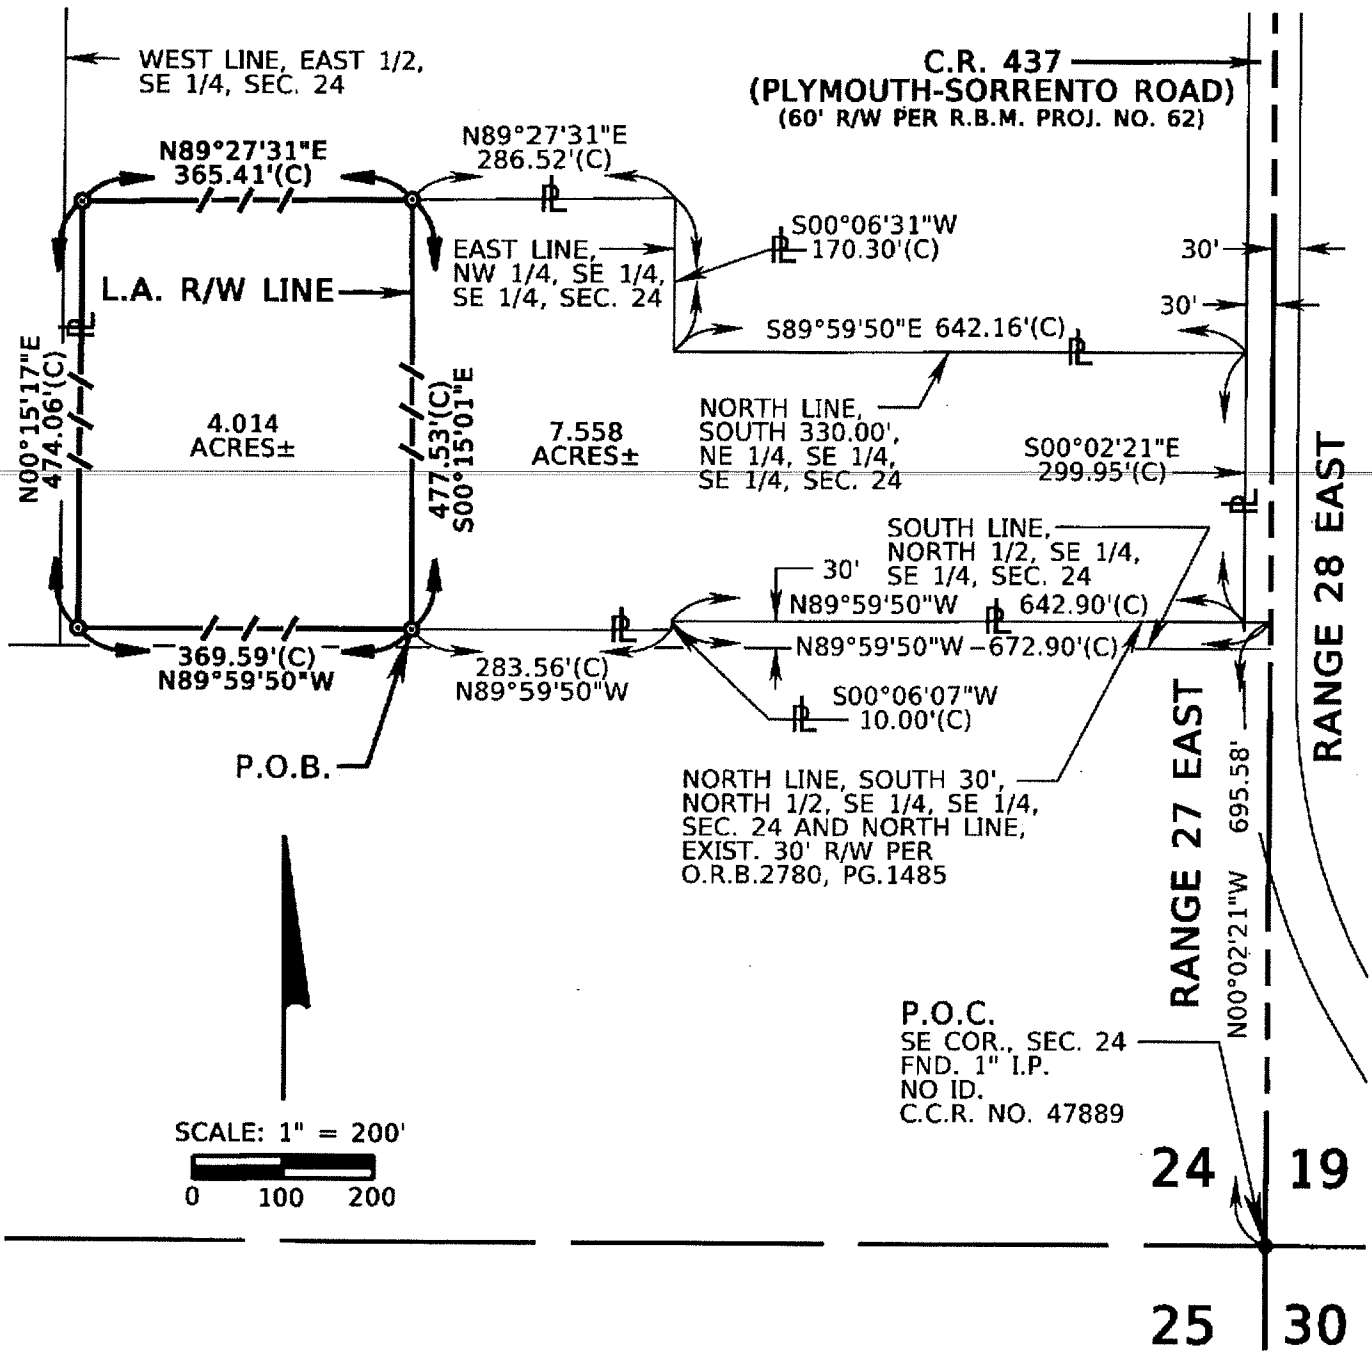 WEST LINE, EAST 1/2,
SE 1/4, SEC. 24
C.R. 437
(PLYMOUTH-SORRENTO ROAD)
(60' R/W PER R.B.M. PROJ. NO. 62)
N89°27'31"E
365.41'(C)
N89°27'31"E
286.52'(C)
PL
S00°06'31"W
PL 170.30'(C)
EAST LINE,
NW 1/4, SE 1/4,
SE 1/4, SEC. 24
30'
30'
L.A. R/W LINE
PL
S89°59'50"E 642.16'(C)
PL
N00°15'17"E
474.06'(C)
477.53'(C)
S00°15'01"E
4.014
ACRES±
7.558
ACRES±
NORTH LINE,
SOUTH 330.00',
NE 1/4, SE 1/4,
SE 1/4, SEC. 24
S00°02'21"E
299.95'(C)
PL
RANGE 28 EAST
SOUTH LINE,
NORTH 1/2, SE 1/4,
SE 1/4, SEC. 24
30'
N89°59'50"W PL 642.90'(C)
N89°59'50"W 672.90'(C)
PL
369.59'(C)
N89°59'50"W
283.56'(C)
N89°59'50"W
S00°06'07"W
PL 10.00'(C)
P.O.B.
NORTH LINE, SOUTH 30',
NORTH 1/2, SE 1/4, SE 1/4,
SEC. 24 AND NORTH LINE,
EXIST. 30' R/W PER
O.R.B.2780, PG.1485
RANGE 27 EAST
N00°02'21"W 695.58'
P.O.C.
SE COR., SEC. 24
FND. 1" I.P.
NO ID.
C.C.R. NO. 47889
SCALE: 1" = 200'
0 100 200
24 19
25 30